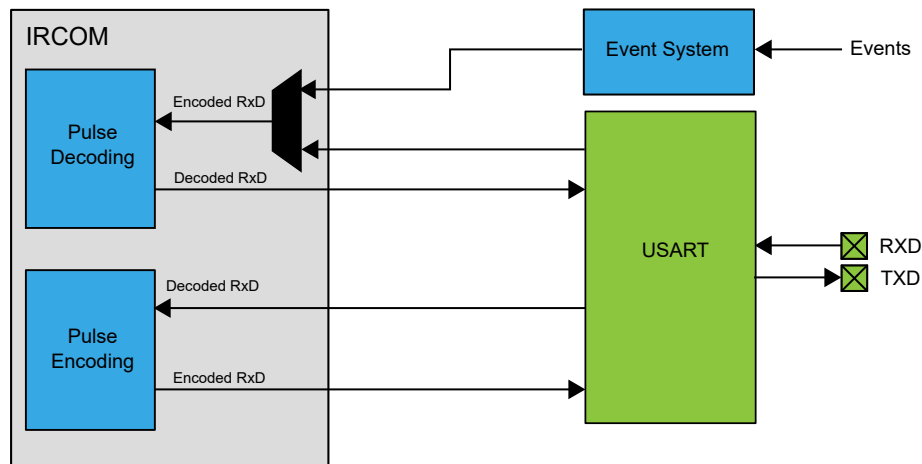 IRCOM
Event System
Events
Encoded RxD
Pulse
Decoding
Decoded RxD
USART
RXD
TXD
Decoded RxD
Pulse
Encoding
Encoded RxD